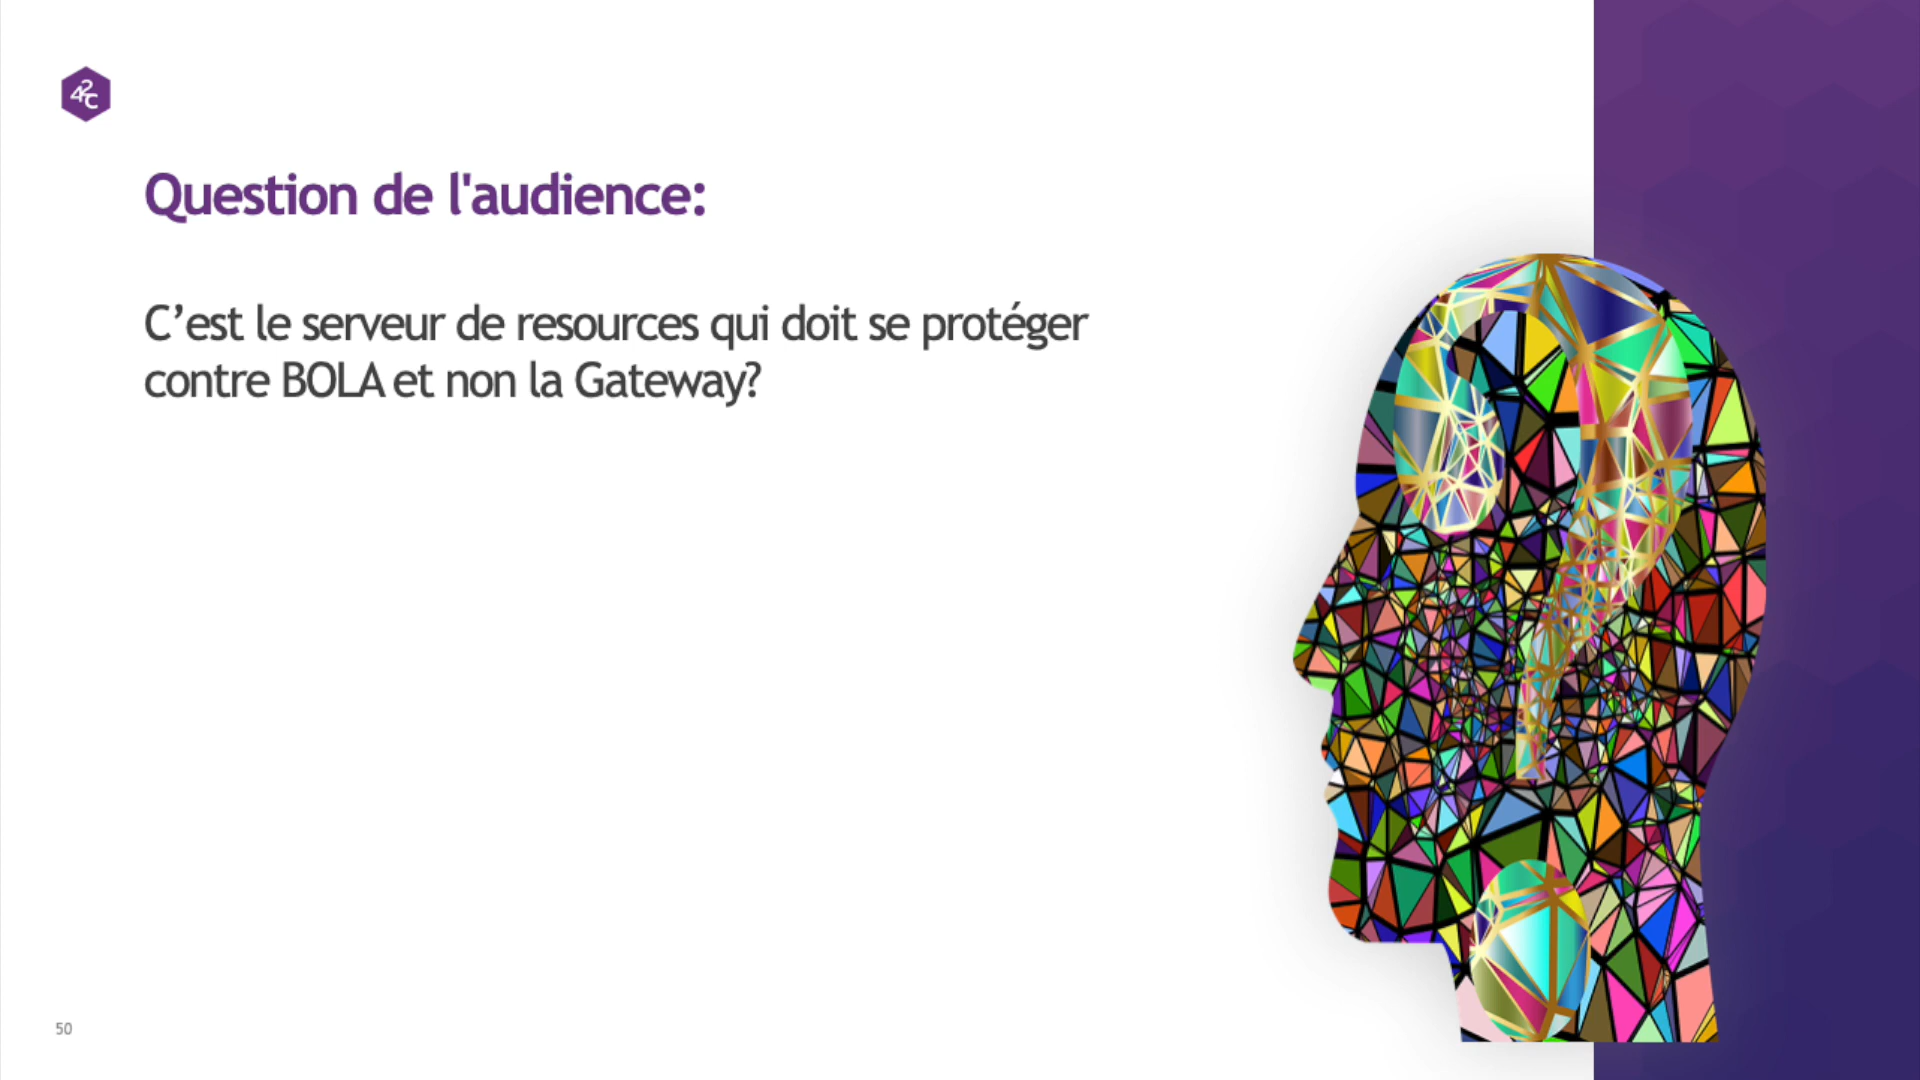 42c
Question de l'audience:
C’est le serveur de resources qui doit se protéger
contre BOLA et non la Gateway?
50